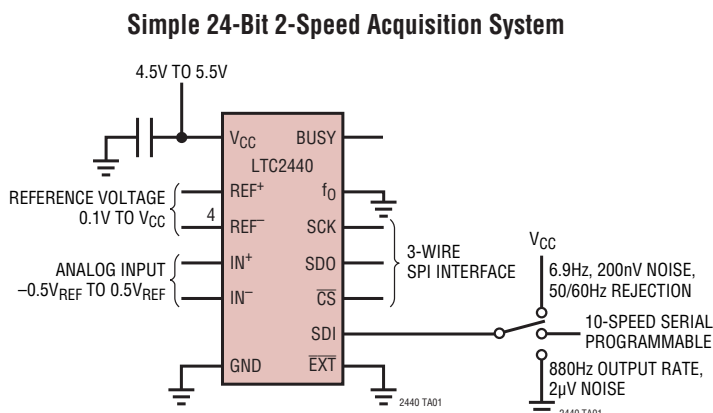 Simple 24-Bit 2-Speed Acquisition System
4.5V TO 5.5V
VCC
BUSY
LTC2440
REFERENCE VOLTAGE
0.1V TO VCC
REF+
fO
4
REF–
SCK
ANALOG INPUT
–0.5VREF TO 0.5VREF
IN+
SDO
IN–
CS
3-WIRE
SPI INTERFACE
SDI
GND
EXT
2440 TA01
VCC
6.9Hz, 200nV NOISE,
50/60Hz REJECTION
10-SPEED SERIAL
PROGRAMMABLE
880Hz OUTPUT RATE,
2µV NOISE
2440 TA01